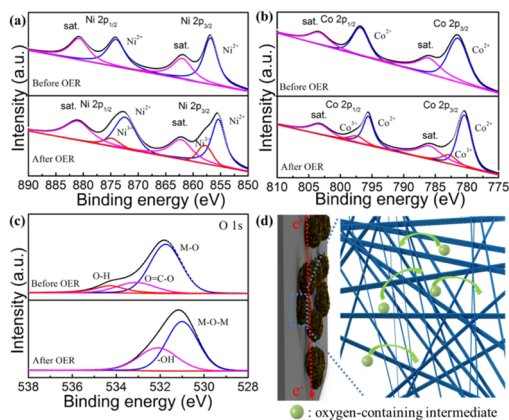 (a)
Ni 2p1/2
Ni 2p3/2
sat.
Ni2+
sat.
Ni2+
Before OER
sat.
Ni 2p1/2
Ni2+
Ni3+
Ni 2p3/2
sat.
Ni2+
Ni3+
After OER
Intensity (a.u.)
890 885 880 875 870 865 860 855 850
Binding energy (eV)
(b)
Co 2p1/2
Co 2p3/2
sat.
Co2+
sat.
Co2+
Before OER
Co 2p1/2
Co 2p3/2
sat.
Co3+
Co2+
sat.
Co2+
Co3+
After OER
Intensity (a.u.)
810 805 800 795 790 785 780 775
Binding energy (eV)
(c)
O 1s
M-O
O-H
O=C-O
Before OER
M-O-M
-OH
After OER
Intensity (a.u.)
538 536 534 532 530 528
Binding energy (eV)
(d)
e-
e-
: oxygen-containing intermediate